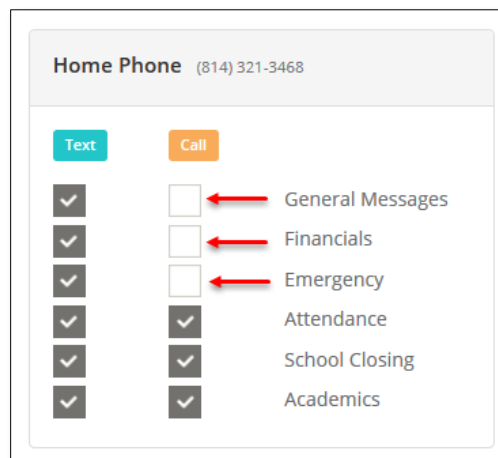 Home Phone (814) 321-3468
Text Call
General Messages
Financials
Emergency
Attendance
School Closing
Academics